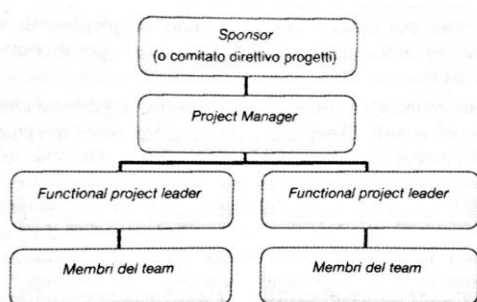 Sponsor
(o comitato direttivo progetti)
Project Manager
Functional project leader
Functional project leader
Membri del team
Membri del team